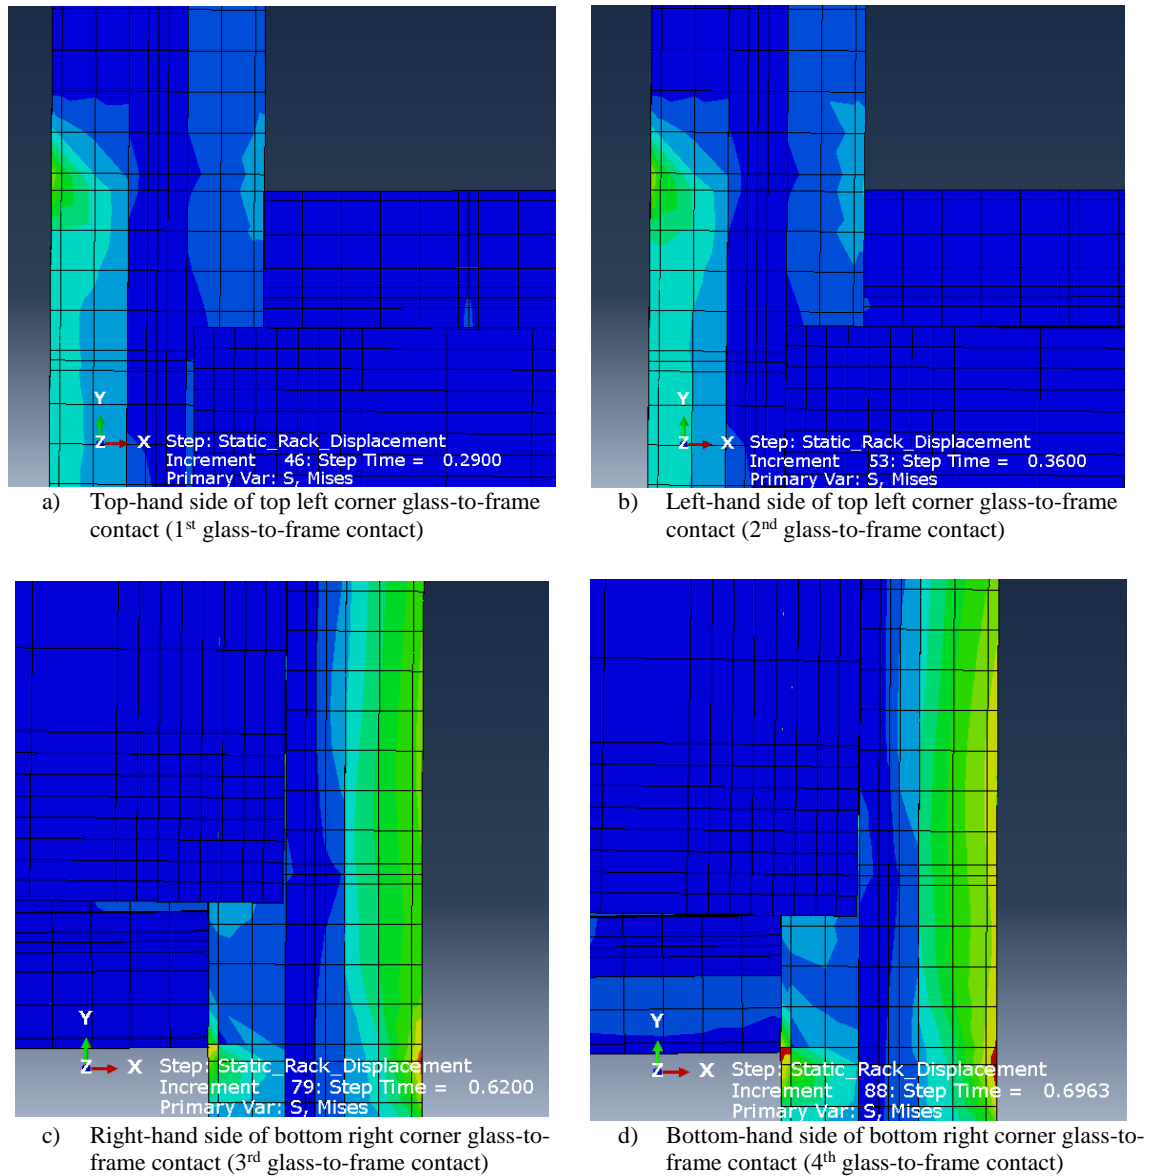 Y
Z X Step: Static_Rack_Displacement
Increment 46: Step Time = 0.2900
Primary Var: S, Mises
a) Top-hand side of top left corner glass-to-frame
contact (1st glass-to-frame contact)
Y
Z X Step: Static_Rack_Displacement
Increment 53: Step Time = 0.3600
Primary Var: S, Mises
b) Left-hand side of top left corner glass-to-frame
contact (2nd glass-to-frame contact)
Y
Z X Step: Static_Rack_Displacement
Increment 79: Step Time = 0.6200
Primary Var: S, Mises
c) Right-hand side of bottom right corner glass-to-
frame contact (3rd glass-to-frame contact)
Y
Z X Step: Static_Rack_Displacement
Increment 88: Step Time = 0.6963
Primary Var: S, Mises
d) Bottom-hand side of bottom right corner glass-to-
frame contact (4th glass-to-frame contact)